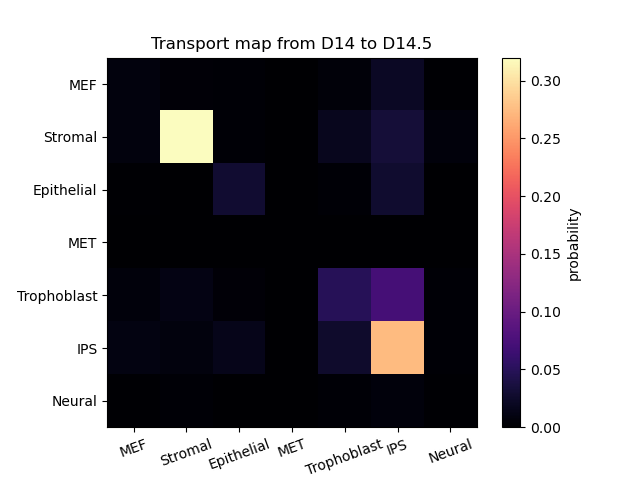 Transport map from D14 to D14.5
MEF
Stromal
Epithelial
MET
Trophoblast
IPS
Neural
MEF
Stromal
Epithelial
MET
Trophoblast
IPS
Neural
0.30
0.25
0.20
0.15
0.10
0.05
0.00
probability